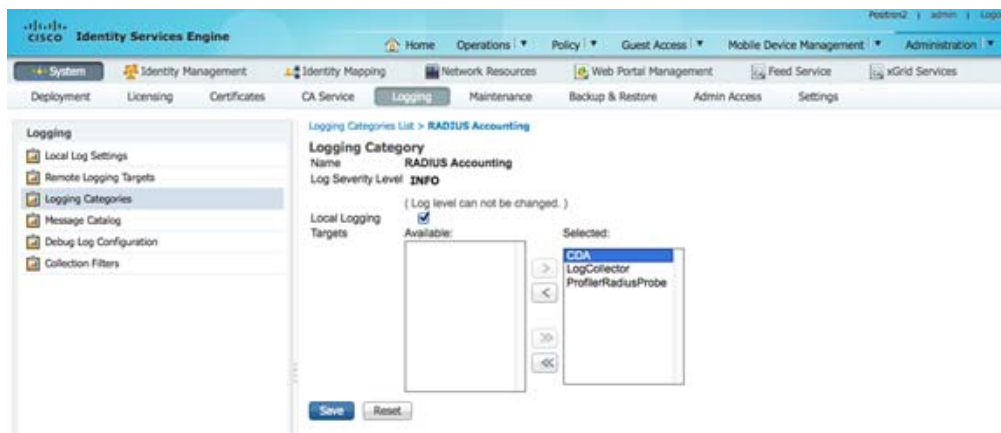 Positron2 | admin | Logo
CISCO Identity Services Engine
Home Operations Policy Guest Access Mobile Device Management Administration
System Identity Management Identity Mapping Network Resources Web Portal Management Feed Service xGrid Services
Deployment Licensing Certificates CA Service Logging Maintenance Backup & Restore Admin Access Settings
Logging
Local Log Settings
Remote Logging Targets
Logging Categories
Message Catalog
Debug Log Configuration
Collection Filters
Logging Categories List > RADIUS Accounting
Logging Category
Name RADIUS Accounting
Log Severity Level INFO
( Log level can not be changed. )
Local Logging
Targets Available: Selected:
CDA
LogCollector
ProfilerRadiusProbe
>
<
>>
<<
Save Reset